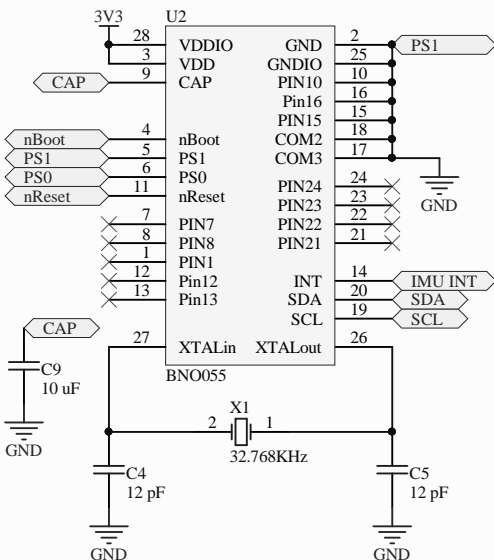 3V3
U2
28 VDDIO GND 2 PS1
3 VDD GNDIO 25
CAP 9 CAP PIN10 10
Pin16 16
PIN15 15
nBoot 4 nBoot COM2 18
PS1 5 PS1 COM3 17
PS0 6 PS0
nReset 11 nReset PIN24 24
GND
PIN23 23
7 PIN7 PIN22 22
8 PIN8 PIN21 21
1 PIN1
12 Pin12 INT 14 IMU INT
13 Pin13 SDA 20 SDA
SCL 19 SCL
CAP
27 XTALin XTALout 26
C9
10 uF
BNO055
GND
X1
2 1
32.768KHz
C4
12 pF
C5
12 pF
GND
GND